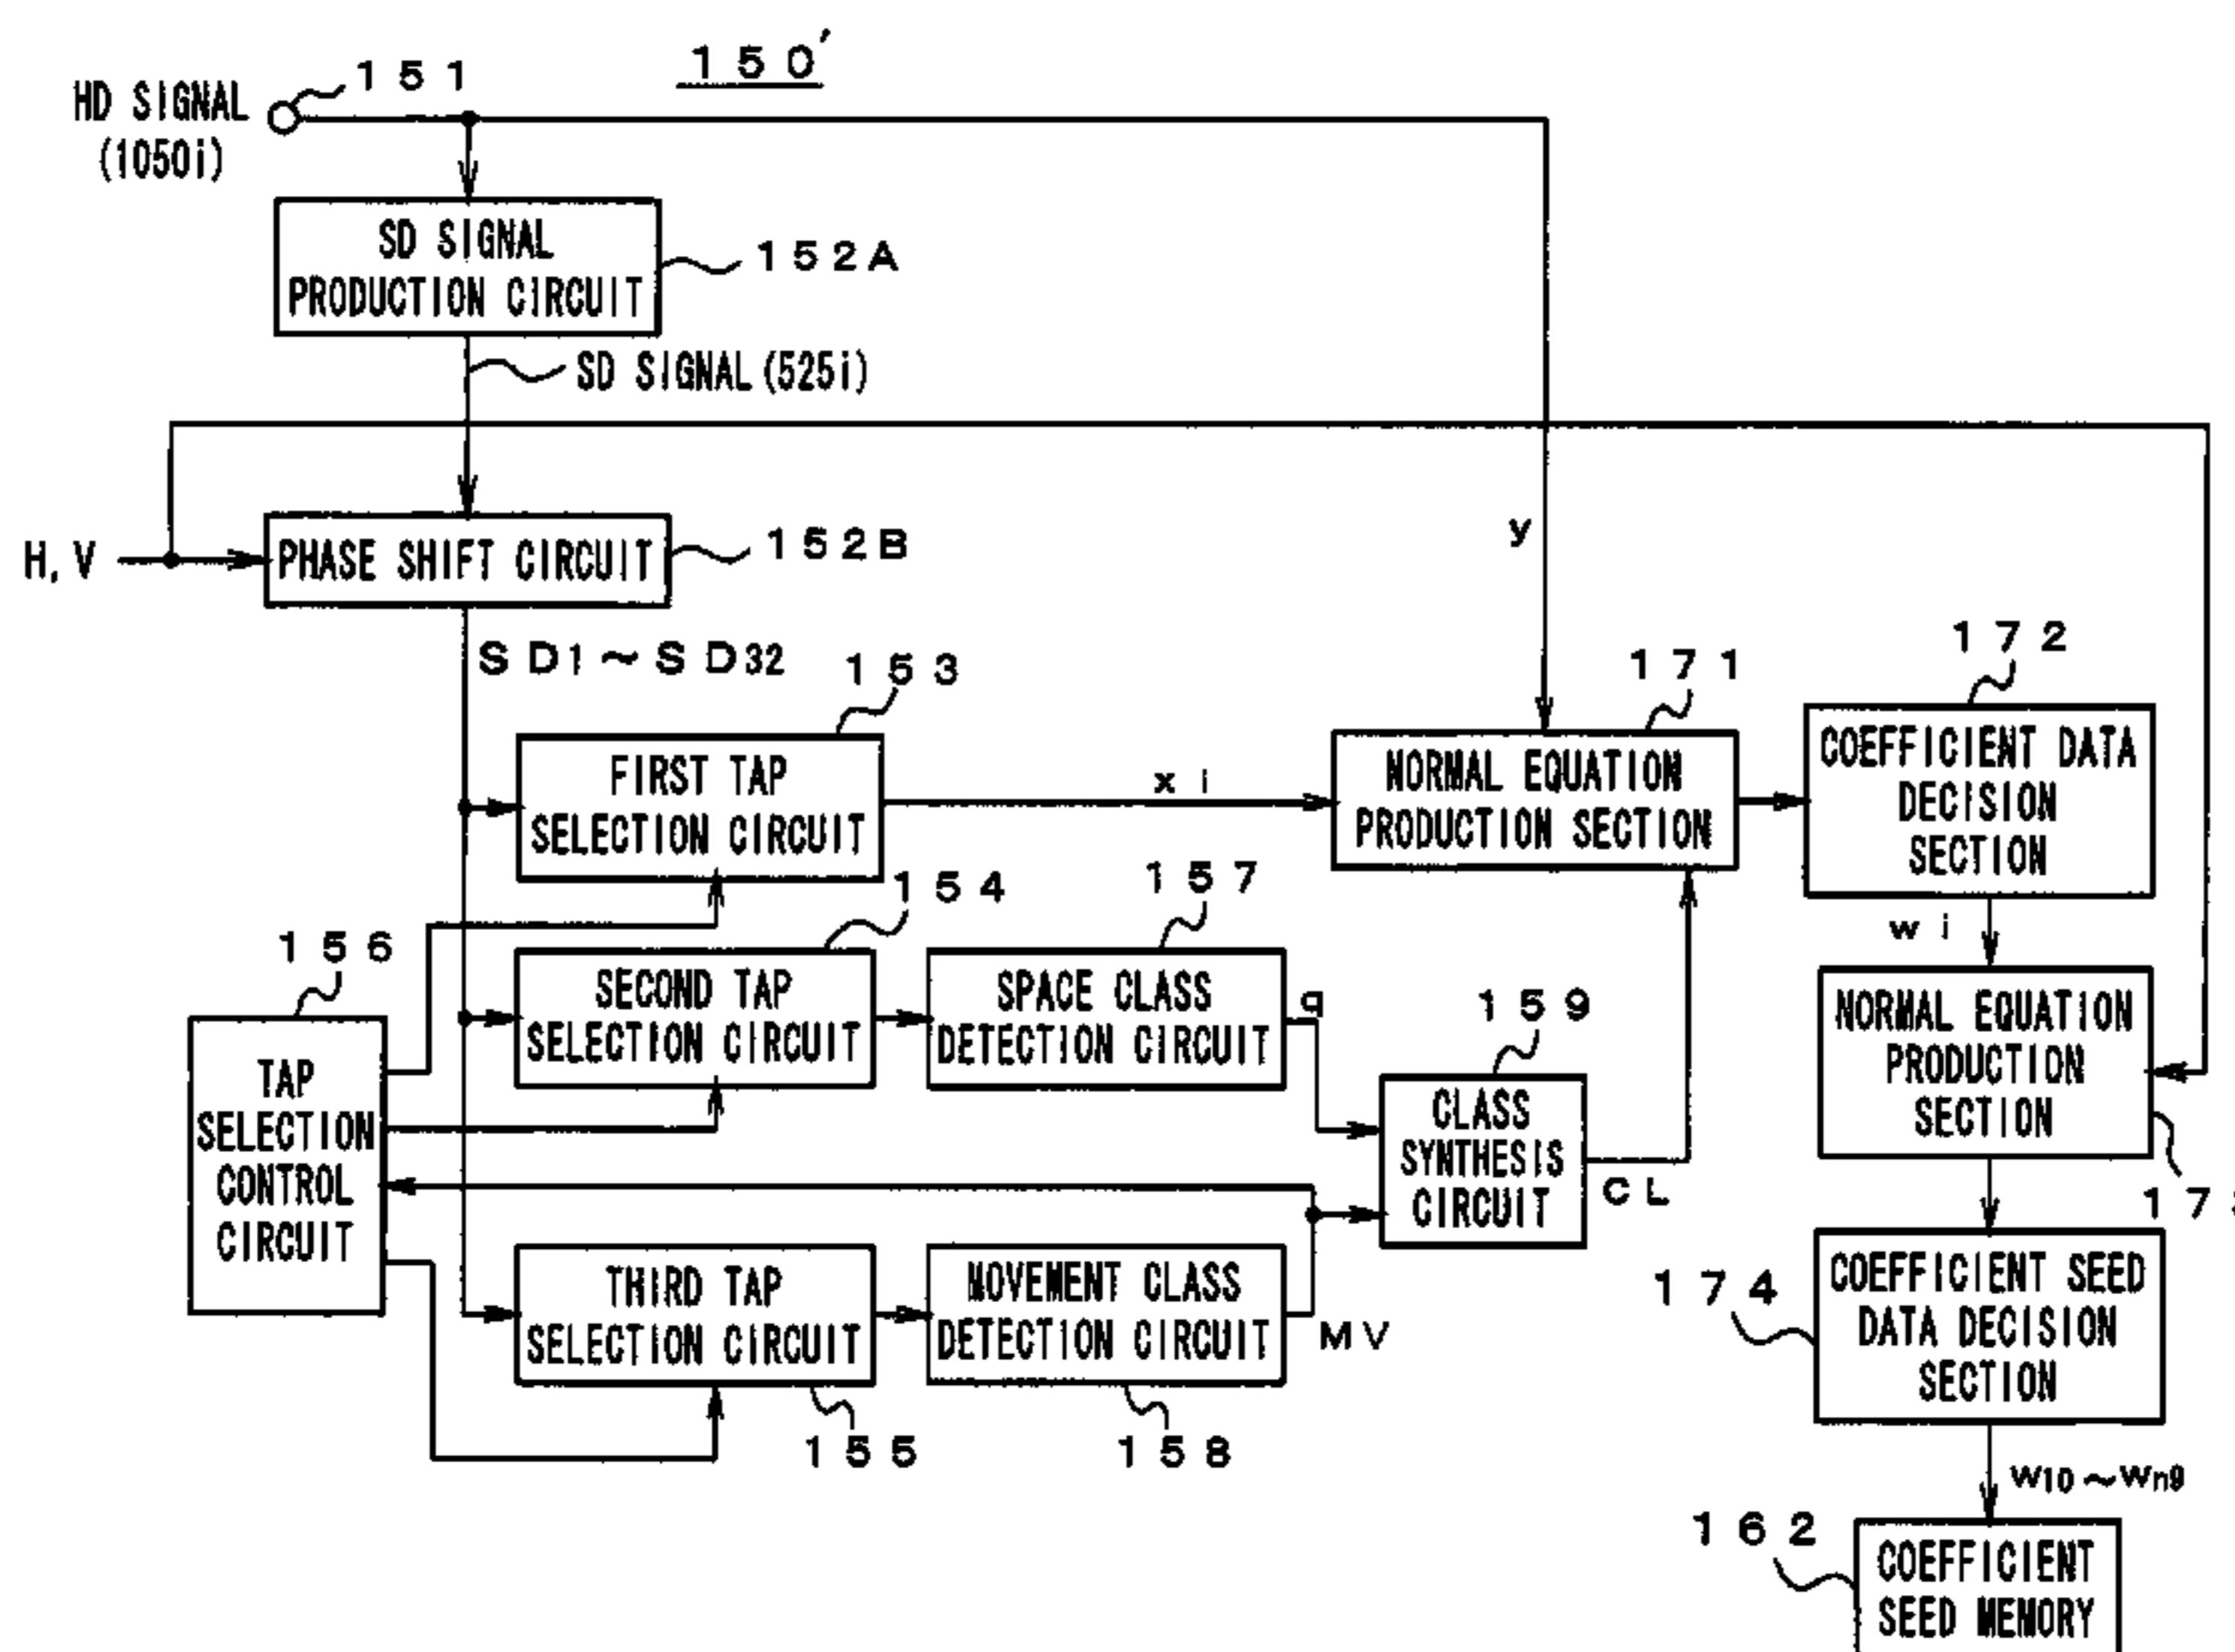 150'
151
HD SIGNAL
(1050i)
SD SIGNAL
PRODUCTION CIRCUIT
152A
SD SIGNAL (525i)
H, V
PHASE SHIFT CIRCUIT
152B
y
SD1~SD32
153
FIRST TAP
SELECTION CIRCUIT
xi
171
NORMAL EQUATION
PRODUCTION SECTION
172
COEFFICIENT DATA
DECISION
SECTION
wi
154
SECOND TAP
SELECTION CIRCUIT
157
SPACE CLASS
DETECTION CIRCUIT
q
156
TAP
SELECTION
CONTROL
CIRCUIT
159
CLASS
SYNTHESIS
CIRCUIT
CL
NORMAL EQUATION
PRODUCTION
SECTION
THIRD TAP
SELECTION CIRCUIT
155
MOVEMENT CLASS
DETECTION CIRCUIT
158
MV
174
COEFFICIENT SEED
DATA DECISION
SECTION
w10~wn9
162
COEFFICIENT
SEED MEMORY